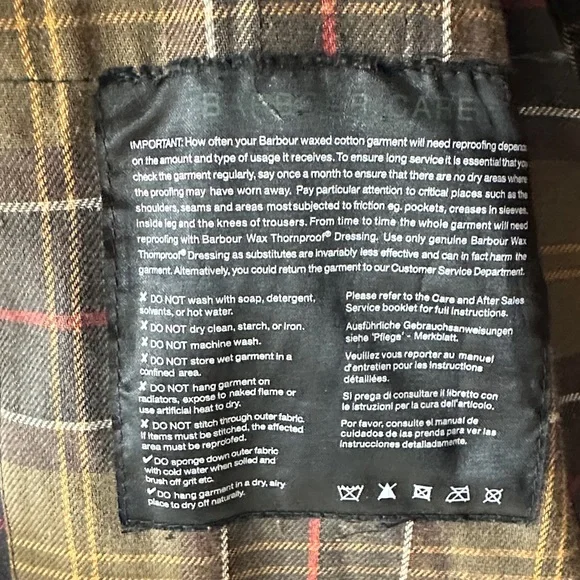 BARBOUR CARE
IMPORTANT: How often your Barbour waxed cotton garment will need reproofing depends
on the amount and type of usage it receives. To ensure long service it is essential that you
check the garment regularly, say once a month to ensure that there are no dry areas where
the proofing may have worn away. Pay particular attention to critical places such as the
shoulders, seams and areas most subjected to friction eg. pockets, creases in sleeves,
inside leg and the knees of trousers. From time to time the whole garment will need
reproofing with Barbour Wax Thornproof® Dressing. Use only genuine Barbour Wax
Thornproof® Dressing as substitutes are invariably less effective and can in fact harm the
garment. Alternatively, you could return the garment to our Customer Service Department.
✗ DO NOT wash with soap, detergent,
solvents, or hot water.
✗ DO NOT dry clean, starch, or iron.
✗ DO NOT machine wash.
✗ DO NOT store wet garment in a
confined area.
✗ DO NOT hang garment on
radiators, expose to naked flame or
use artificial heat to dry.
✗ DO NOT stitch through outer fabric.
If items must be stitched, the affected
area must be reproofed.
✓ DO sponge down outer fabric
with cold water when soiled and
brush off grit etc.
✓ DO hang garment in a dry, airy
place to dry off naturally.
Please refer to the Care and After Sales
Service booklet for full instructions.
Ausführliche Gebrauchsanweisungen
siehe 'Pflege' - Merkblatt.
Veuillez vous reporter au manuel
d'entretien pour les instructions
détaillées.
Si prega di consultare il libretto con
le istruzioni per la cura dell'articolo.
Por favor, consulte el manual de
cuidados de las prendas para ver las
instrucciones detalladamente.